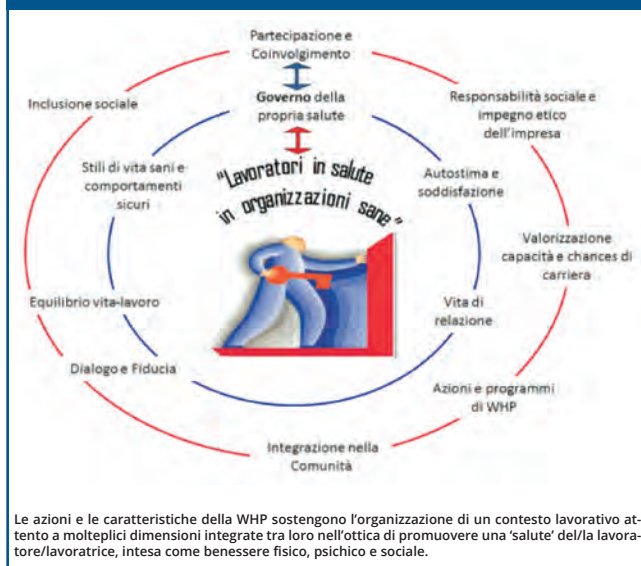 Partecipazione e
Coinvolgimento
Inclusione sociale
Governo della
propria salute
Responsabilità sociale e
impegno etico
dell'impresa
Stili di vita sani e
comportamenti
sicuri
"Lavoratori in salute
in organizzazioni sane"
Autostima e
soddisfazione
Valorizzazione
capacità e chances di
carriera
Equilibrio vita-lavoro
Vita di
relazione
Dialogo e Fiducia
Azioni e programmi
di WHP
Integrazione nella
Comunità
Le azioni e le caratteristiche della WHP sostengono l'organizzazione di un contesto lavorativo at-
tento a molteplici dimensioni integrate tra loro nell'ottica di promuovere una 'salute' del/la lavora-
tore/lavoratrice, intesa come benessere fisico, psichico e sociale.